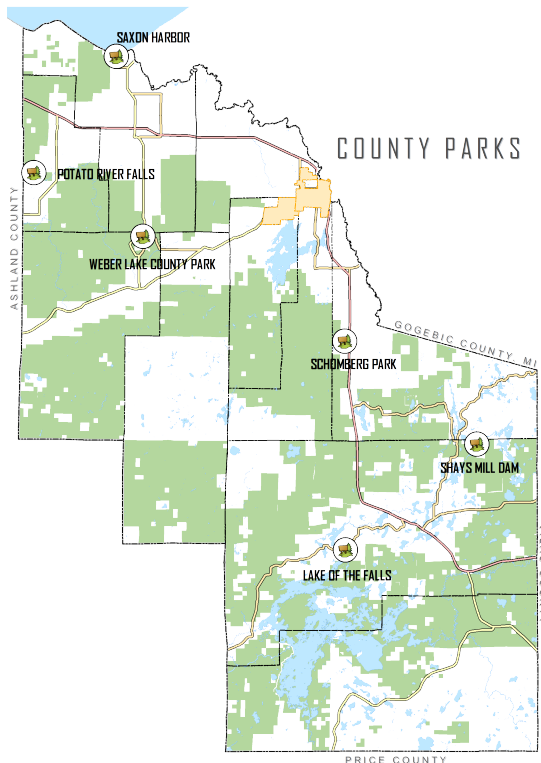 SAXON HARBOR
COUNTY PARKS
POTATO RIVER FALLS
ASHLAND COUNTY
WEBER LAKE COUNTY PARK
GOGEBIC COUNTY, MI
SCHOMBERG PARK
SHAYS MILL DAM
LAKE OF THE FALLS
PRICE COUNTY